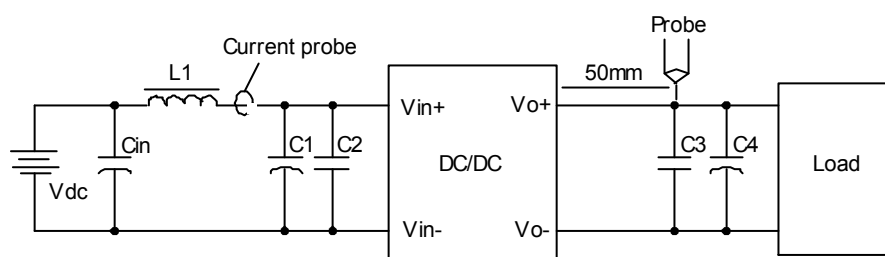 Probe
Current probe
L1
50mm
Vin+
Vo+
Cin
C1
C2
C3
C4
DC/DC
Load
Vdc
Vin-
Vo-